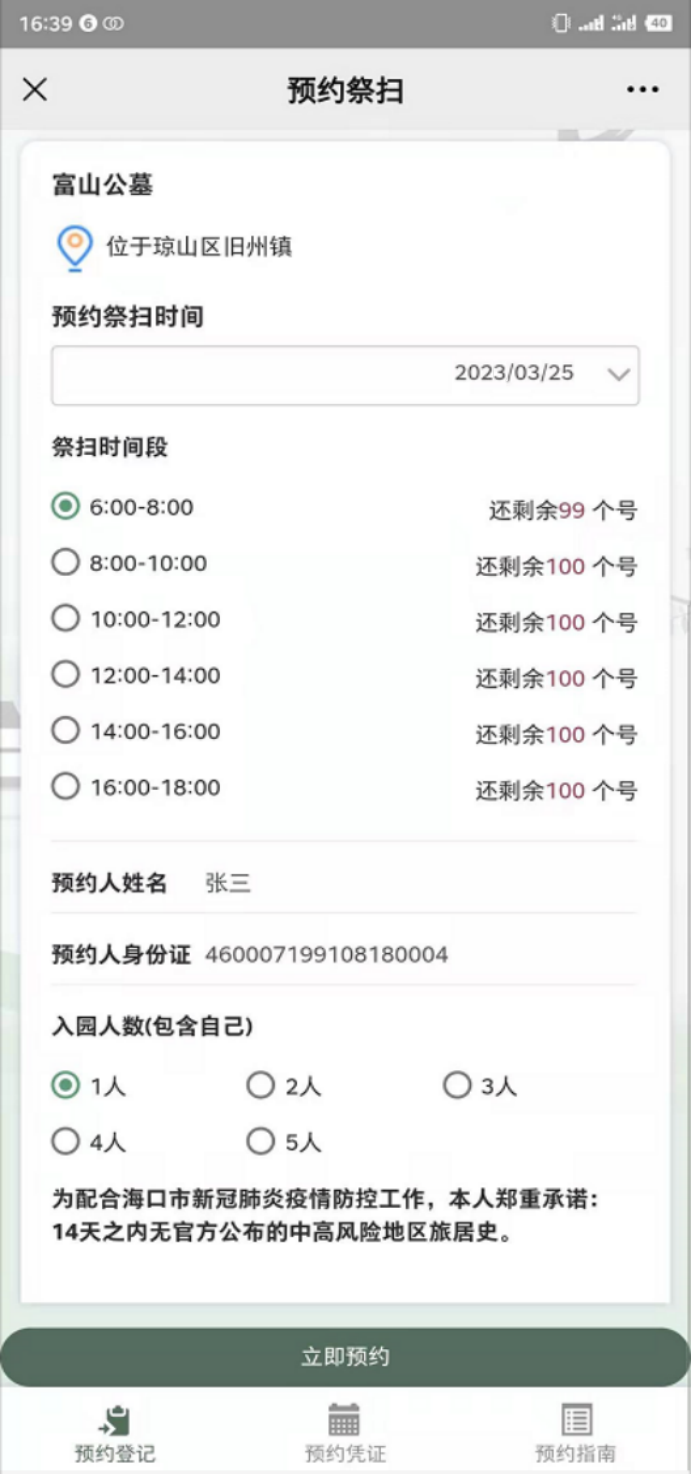 16:39 6
40
预约祭扫
富山公墓
位于琼山区旧州镇
预约祭扫时间
2023/03/25
祭扫时间段
6:00-8:00 还剩余99 个号
8:00-10:00 还剩余100 个号
10:00-12:00 还剩余100 个号
12:00-14:00 还剩余100 个号
14:00-16:00 还剩余100 个号
16:00-18:00 还剩余100 个号
预约人姓名 张三
预约人身份证 460007199108180004
入园人数(包含自己)
1人 2人 3人
4人 5人
为配合海口市新冠肺炎疫情防控工作，本人郑重承诺：
14天之内无官方公布的中高风险地区旅居史。
立即预约
预约登记 预约凭证 预约指南